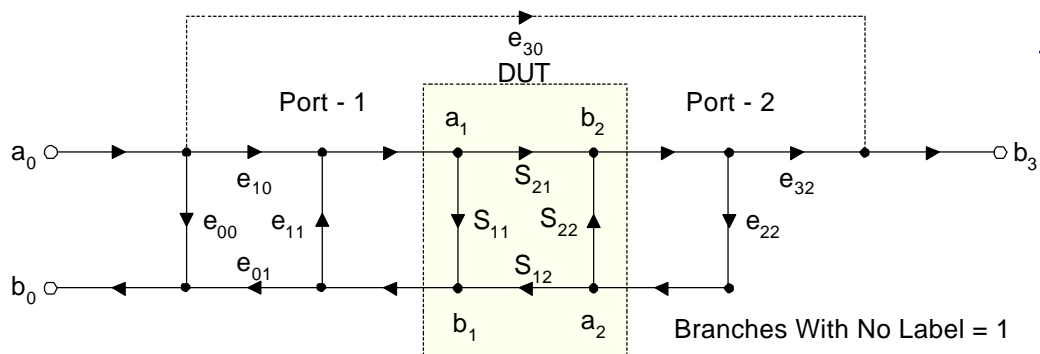 e30
DUT
Port - 1
a1
b2
Port - 2
a0
b3
e10
S21
e32
e00
e11
S11
S22
e22
e01
S12
b0
b1
a2
Branches With No Label = 1